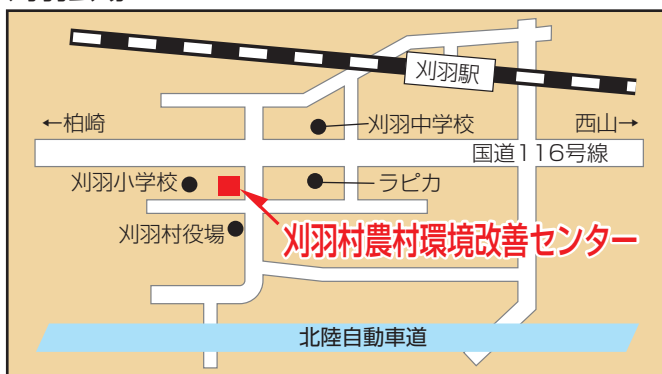 刈羽駅
←柏崎
刈羽中学校
西山→
国道116号線
刈羽小学校
ラピカ
刈羽村役場
刈羽村農村環境改善センター
北陸自動車道